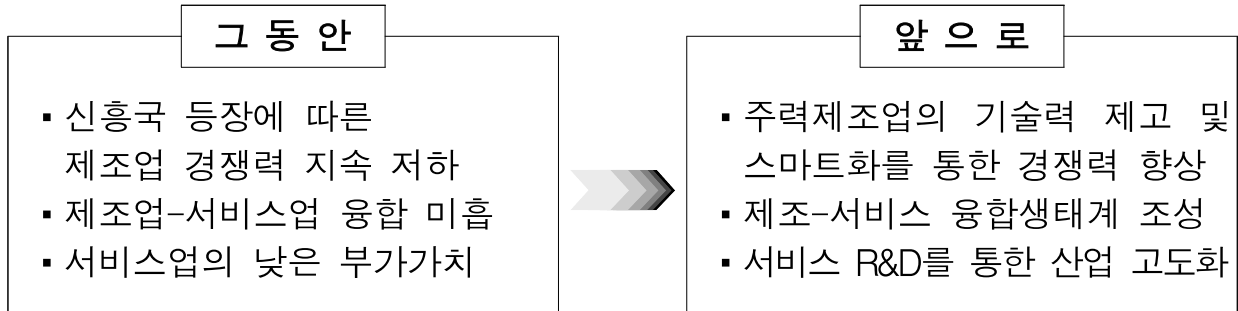 그 동 안
▪ 신흥국 등장에 따른
제조업 경쟁력 지속 저하
▪ 제조업-서비스업 융합 미흡
▪ 서비스업의 낮은 부가가치
앞 으 로
▪ 주력제조업의 기술력 제고 및
스마트화를 통한 경쟁력 향상
▪ 제조-서비스 융합생태계 조성
▪ 서비스 R&D를 통한 산업 고도화